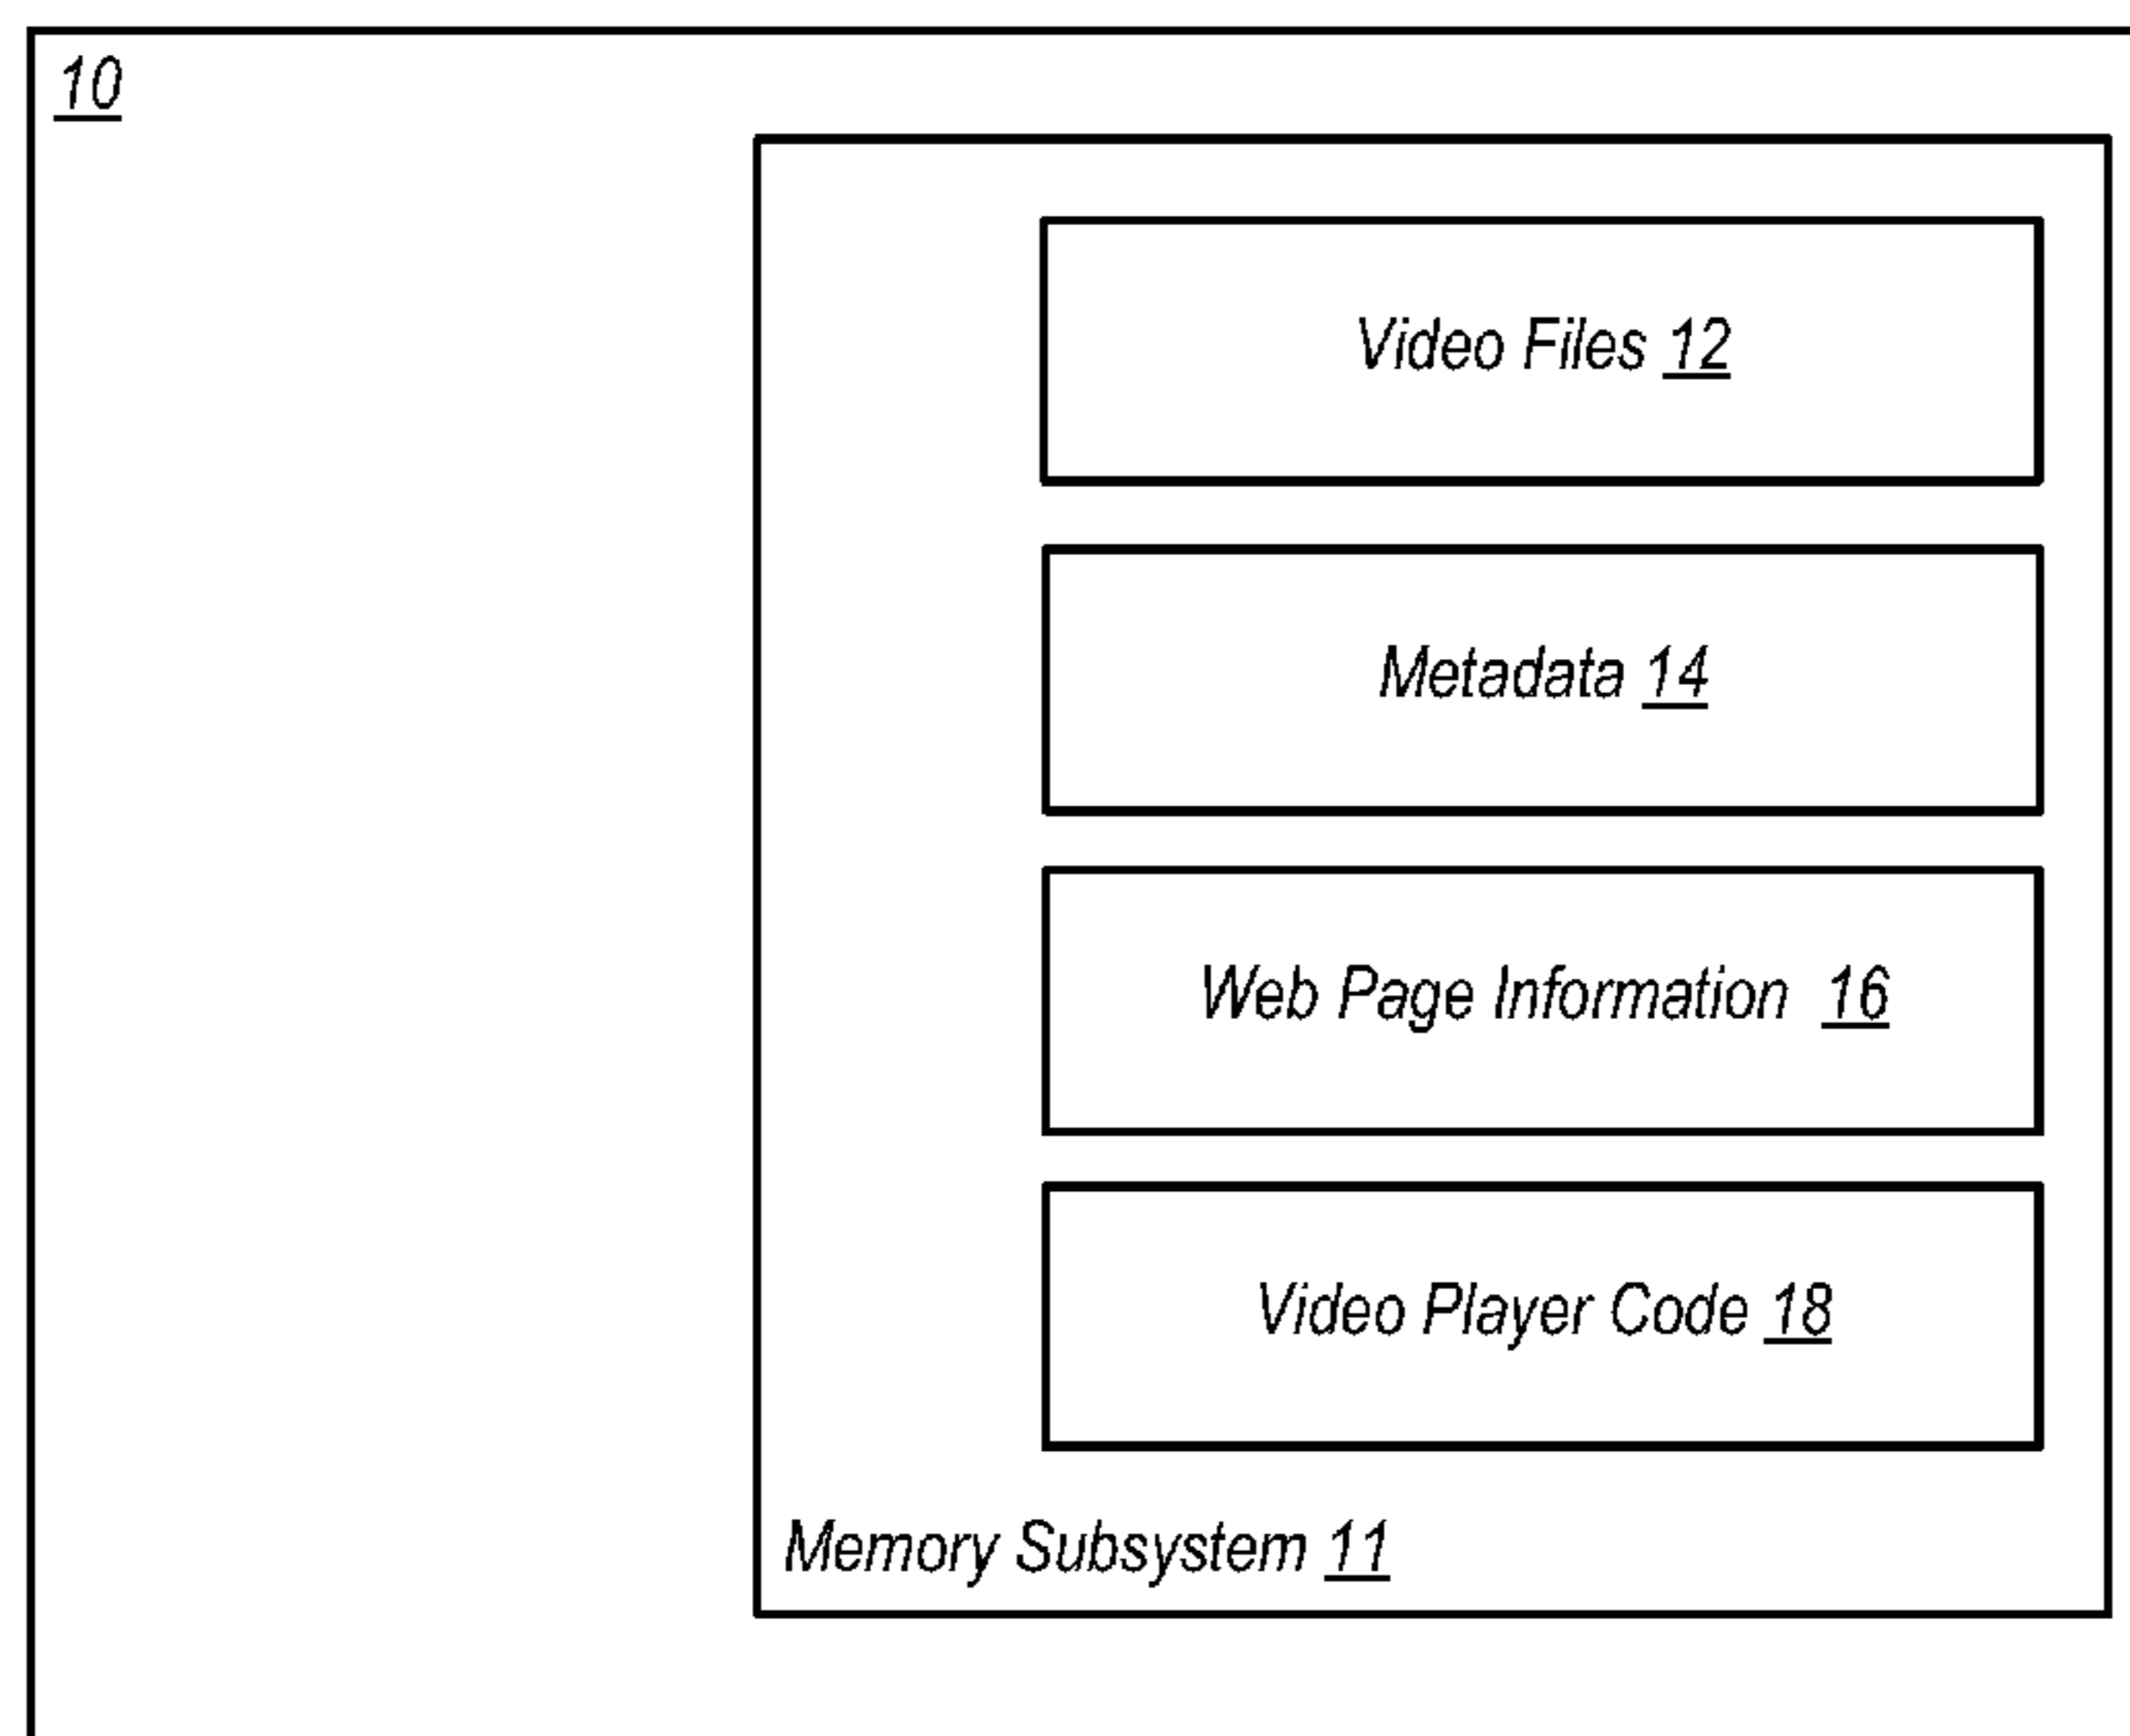 10
Video Files 12
Metadata 14
Web Page Information 16
Video Player Code 18
Memory Subsystem 11